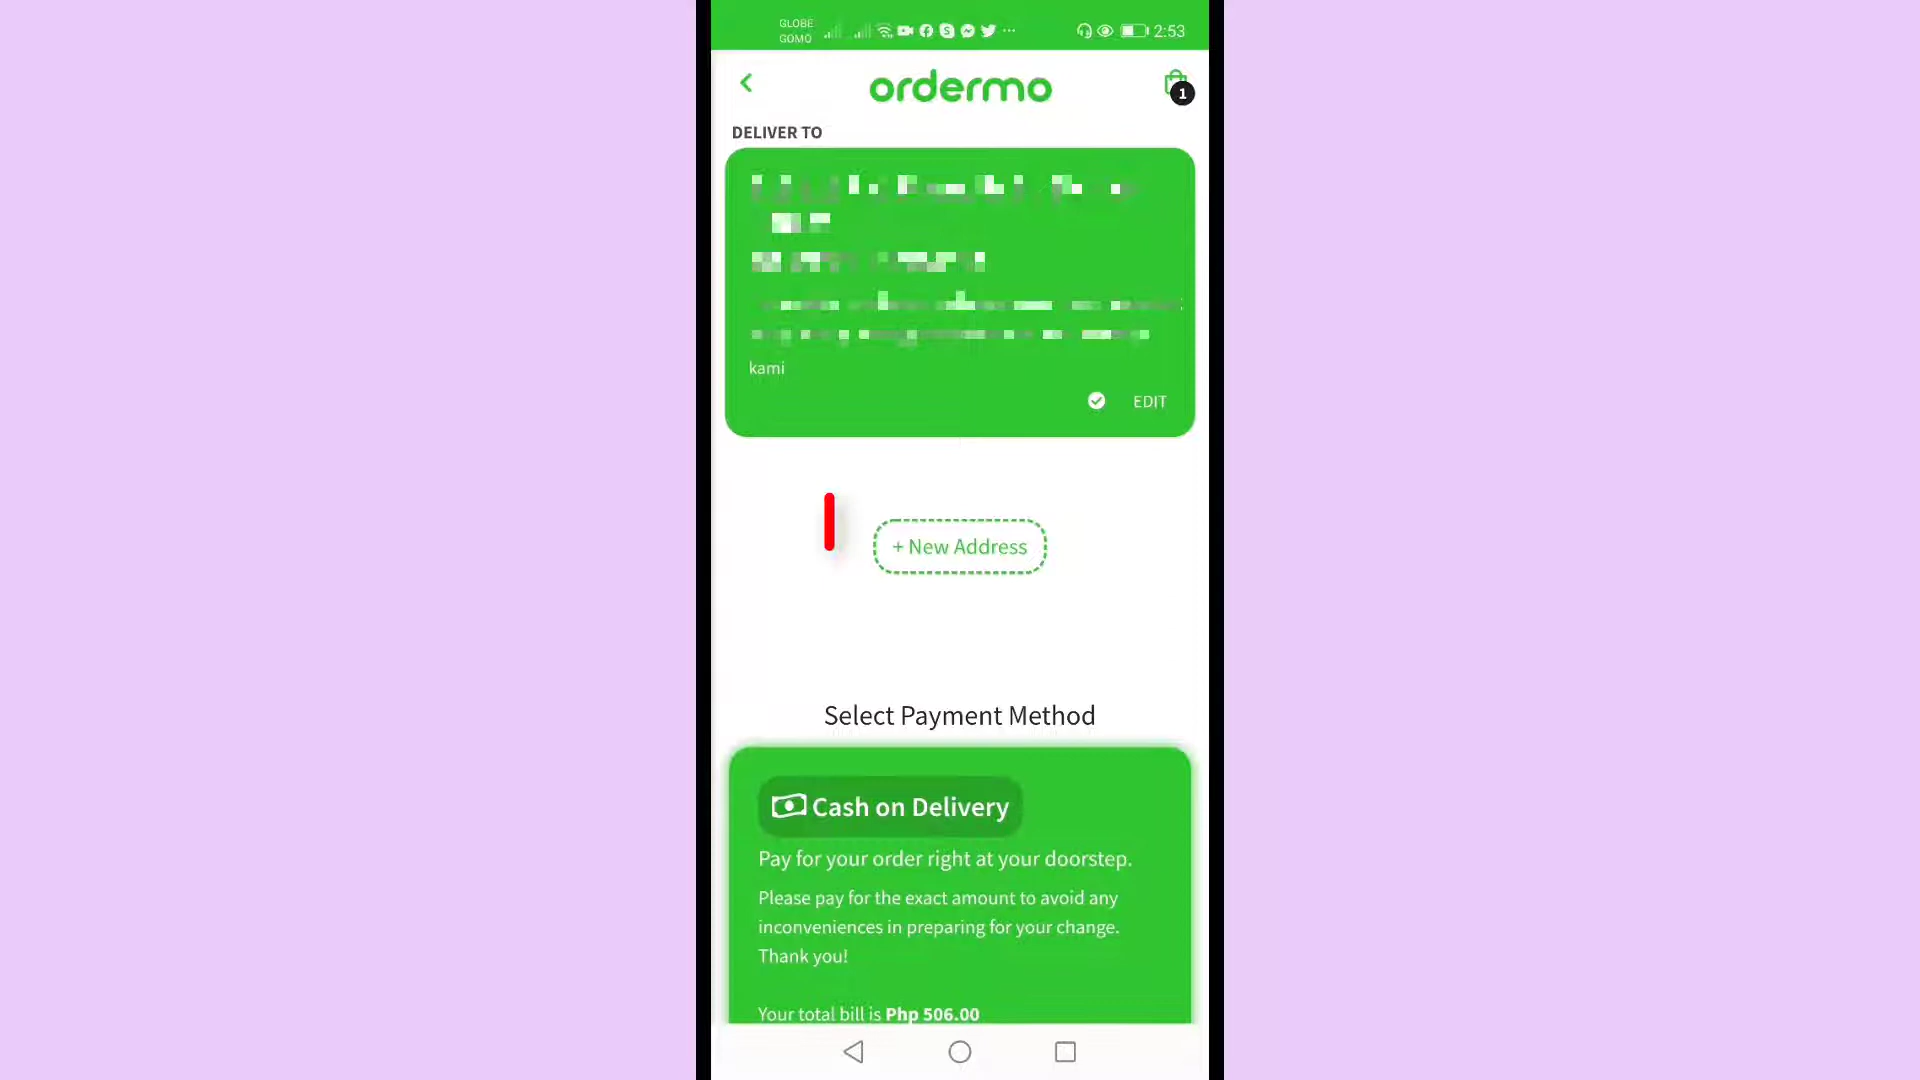 GLOBE
GOMO
2:53
ordermo
1
DELIVER TO
kami
EDIT
+ New Address
Select Payment Method
Cash on Delivery
Pay for your order right at your doorstep.
Please pay for the exact amount to avoid any
inconveniences in preparing for your change.
Thank you!
Your total bill is Php 506.00